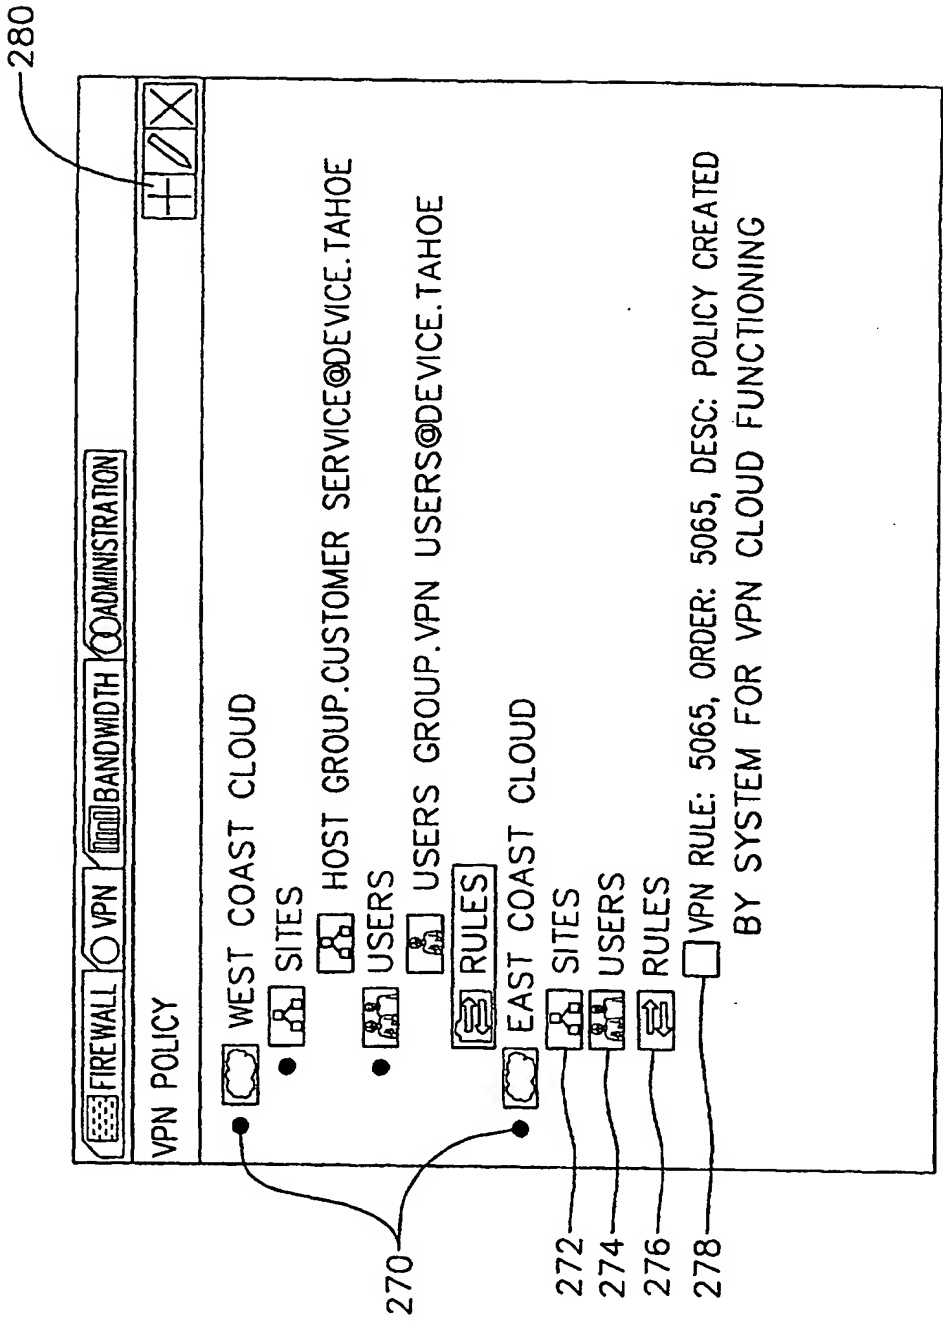 280
FIREWALL VPN BANDWIDTH ADMINISTRATION
VPN POLICY
270
WEST COAST CLOUD
SITES
HOST GROUP.CUSTOMER SERVICE@DEVICE.TAHOE
USERS
USERS GROUP.VPN USERS@DEVICE.TAHOE
RULES
EAST COAST CLOUD
272 SITES
274 USERS
276 RULES
278 VPN RULE: 5065, ORDER: 5065, DESC: POLICY CREATED
BY SYSTEM FOR VPN CLOUD FUNCTIONING